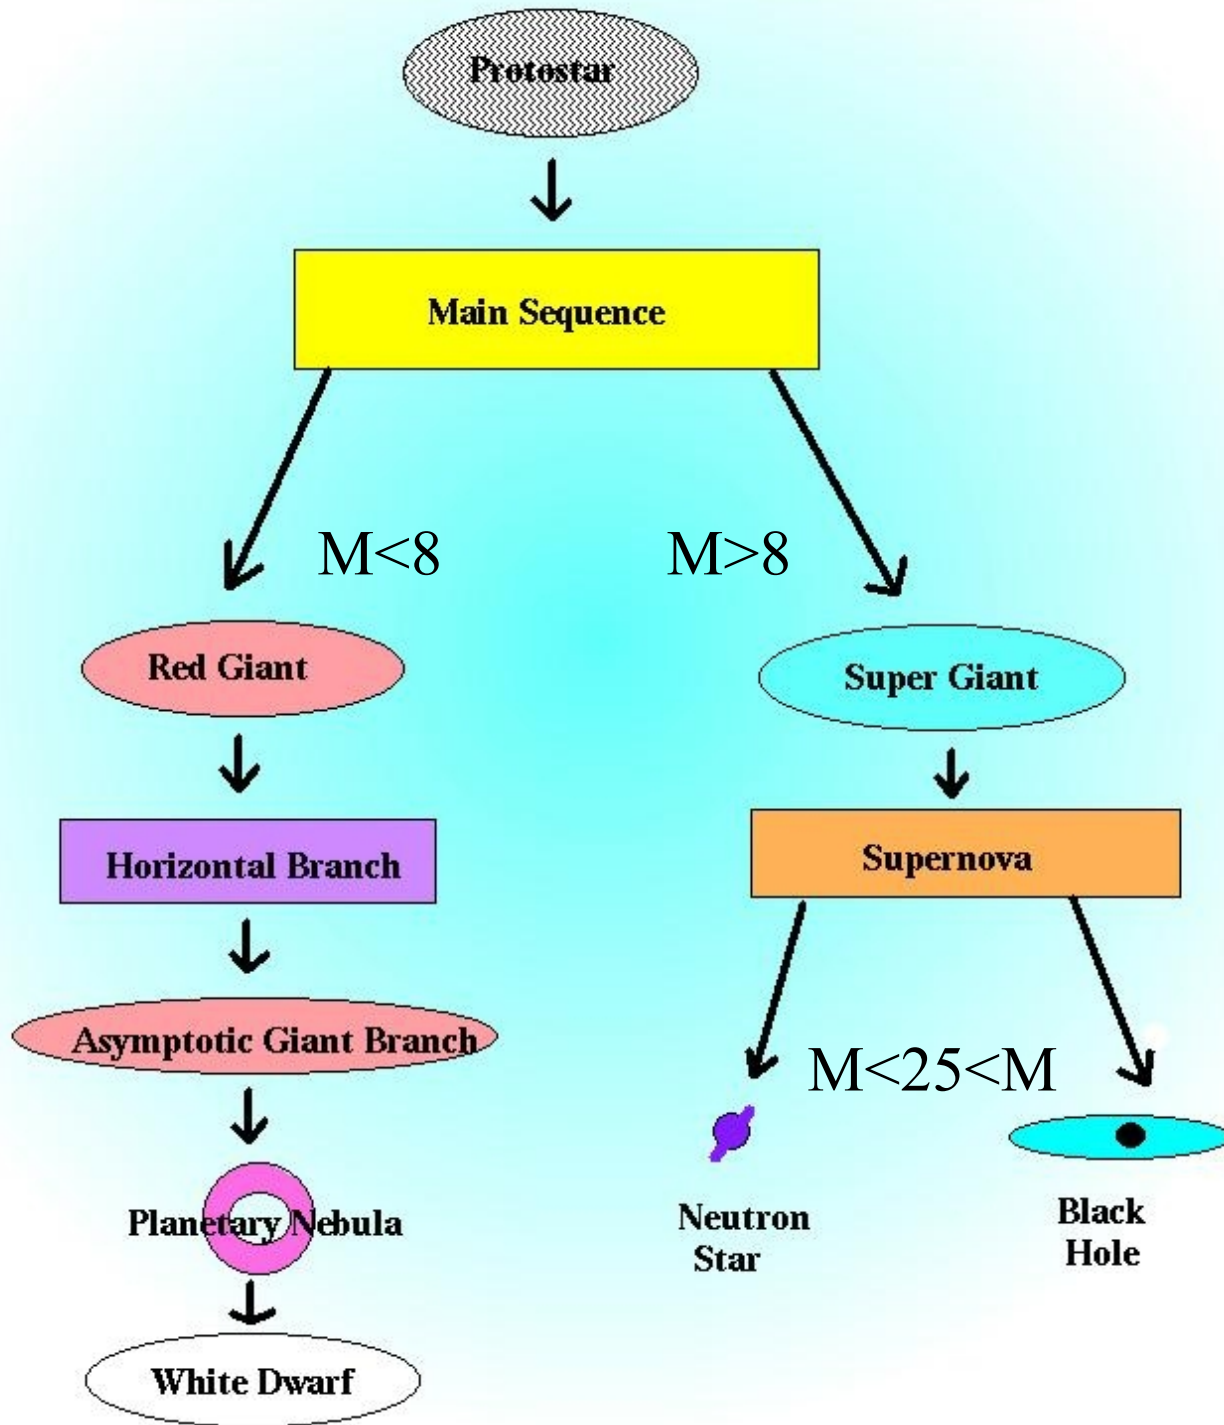 Protostar
Main Sequence
M<8
M>8
Red Giant
Super Giant
Horizontal Branch
Supernova
Asymptotic Giant Branch
M<25<M
Planetary Nebula
Neutron
Star
Black
Hole
White Dwarf